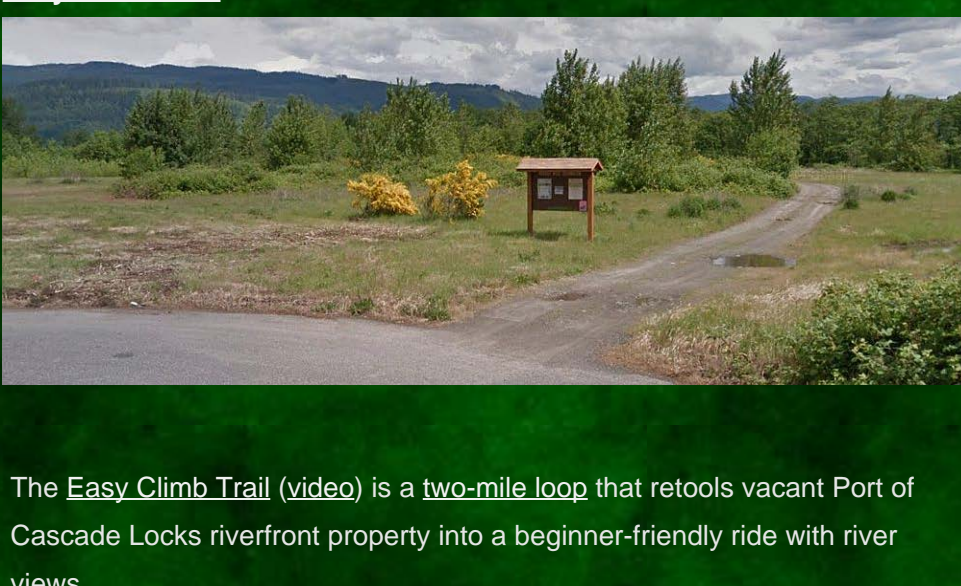 The Easy Climb Trail (video) is a two-mile loop that retools vacant Port of
Cascade Locks riverfront property into a beginner-friendly ride with river
views